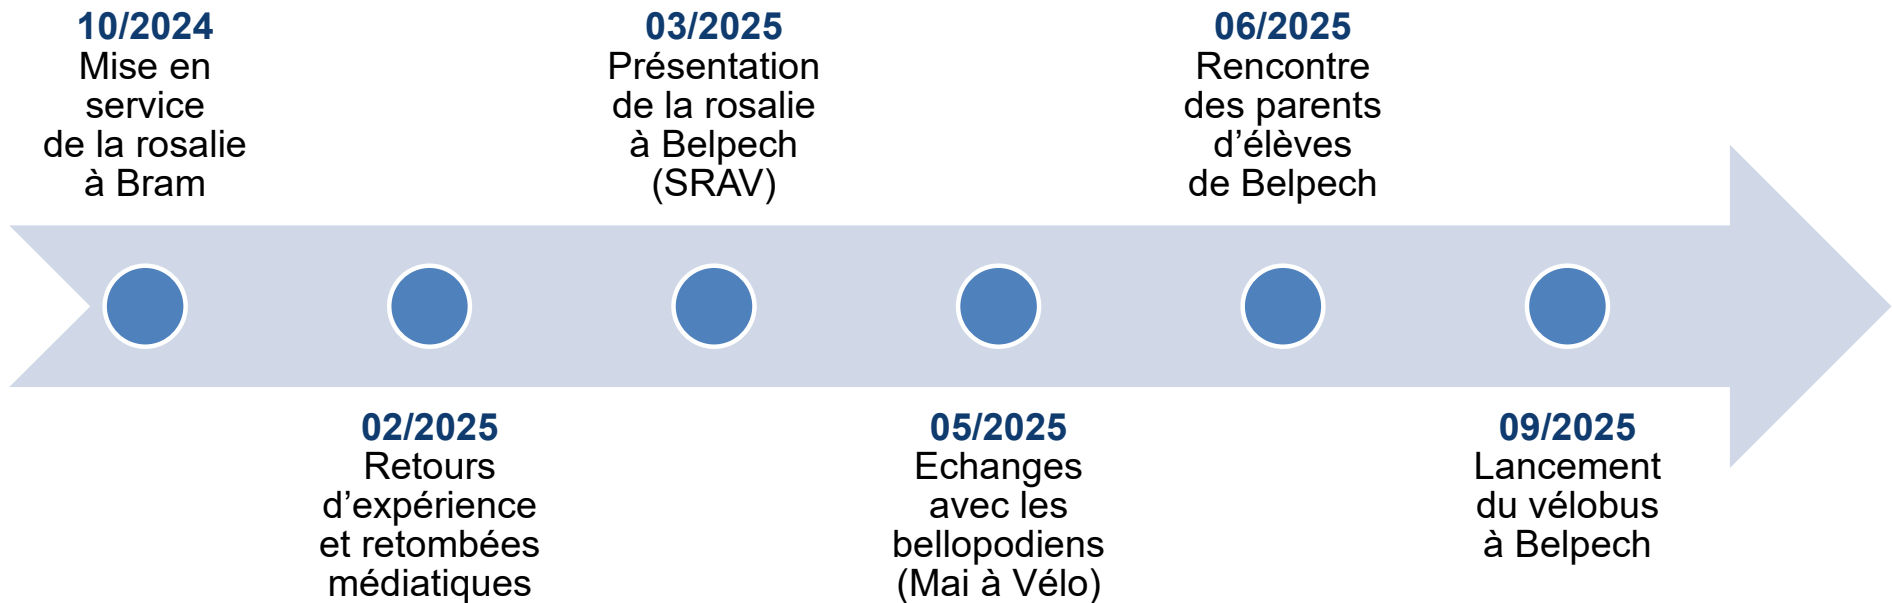 10/2024
Mise en
service
de la rosalie
à Bram
03/2025
Présentation
de la rosalie
à Belpech
(SRAV)
06/2025
Rencontre
des parents
d’élèves
de Belpech
02/2025
Retours
d’expérience
et retombées
médiatiques
05/2025
Echanges
avec les
bellopodiens
(Mai à Vélo)
09/2025
Lancement
du vélobus
à Belpech